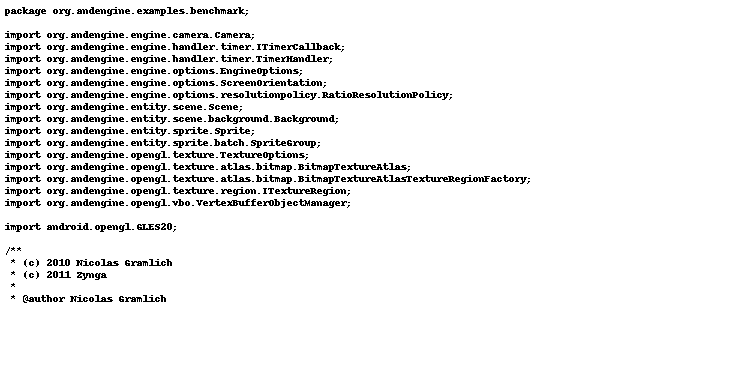 package org.andengine.examples.benchmark;

import org.andengine.engine.camera.Camera;
import org.andengine.engine.handler.timer.ITimerCallback;
import org.andengine.engine.handler.timer.TimerHandler;
import org.andengine.engine.options.EngineOptions;
import org.andengine.engine.options.ScreenOrientation;
import org.andengine.engine.options.resolutionpolicy.RatioResolutionPolicy;
import org.andengine.entity.scene.Scene;
import org.andengine.entity.scene.background.Background;
import org.andengine.entity.sprite.Sprite;
import org.andengine.entity.sprite.batch.SpriteGroup;
import org.andengine.opengl.texture.TextureOptions;
import org.andengine.opengl.texture.atlas.bitmap.BitmapTextureAtlas;
import org.andengine.opengl.texture.atlas.bitmap.BitmapTextureAtlasTextureRegionFactory;
import org.andengine.opengl.texture.region.ITextureRegion;
import org.andengine.opengl.vbo.VertexBufferObjectManager;

import android.opengl.GLES20;

/**
 * (c) 2010 Nicolas Gramlich
 * (c) 2011 Zynga
 *
 * @author Nicolas Gramlich